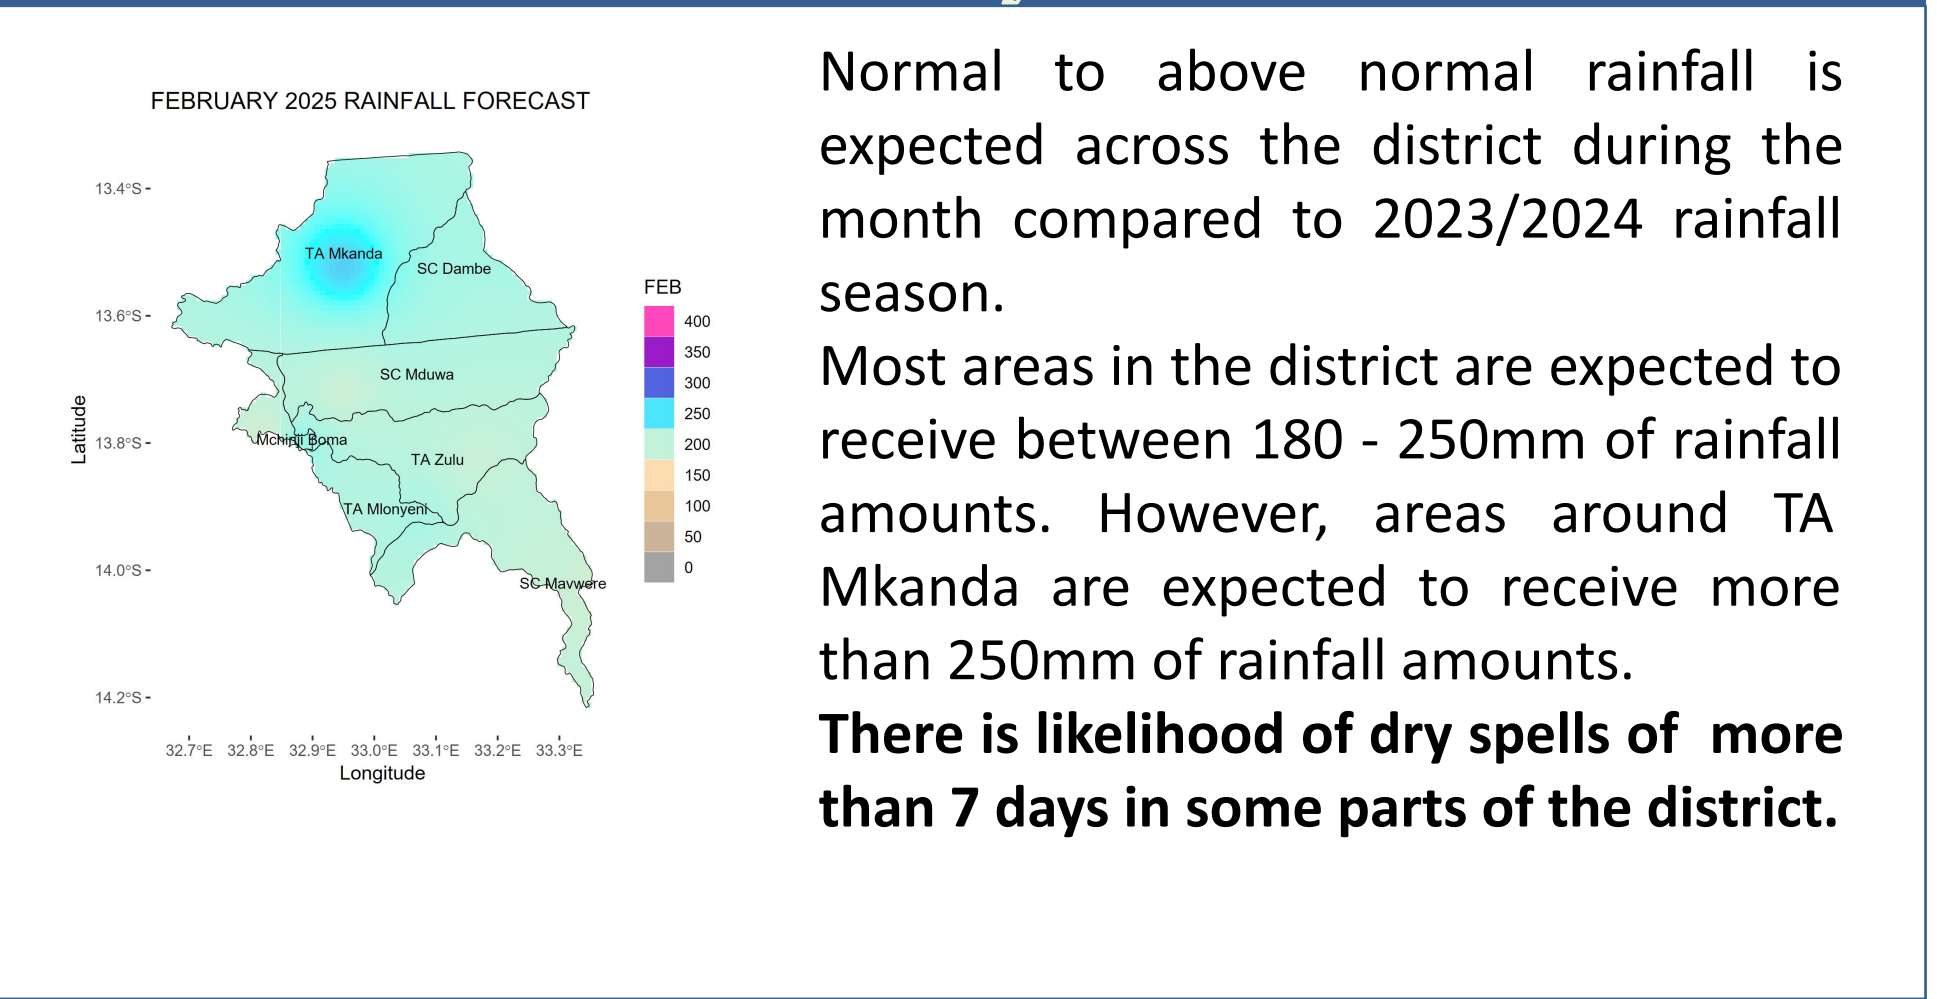 FEBRUARY 2025 RAINFALL FORECAST
13.4°S
13.6°S
13.8°S
14.0°S
14.2°S
Latitude
32.7°E 32.8°E 32.9°E 33.0°E 33.1°E 33.2°E 33.3°E
Longitude
TA Mkanda
SC Dambe
SC Mduwa
Mchinji Boma
TA Zulu
TA Mlonyeni
SC Mavwere
FEB
400
350
300
250
200
150
100
50
0
Normal to above normal rainfall is
expected across the district during the
month compared to 2023/2024 rainfall
season.
Most areas in the district are expected to
receive between 180 - 250mm of rainfall
amounts. However, areas around TA
Mkanda are expected to receive more
than 250mm of rainfall amounts.
There is likelihood of dry spells of more
than 7 days in some parts of the district.